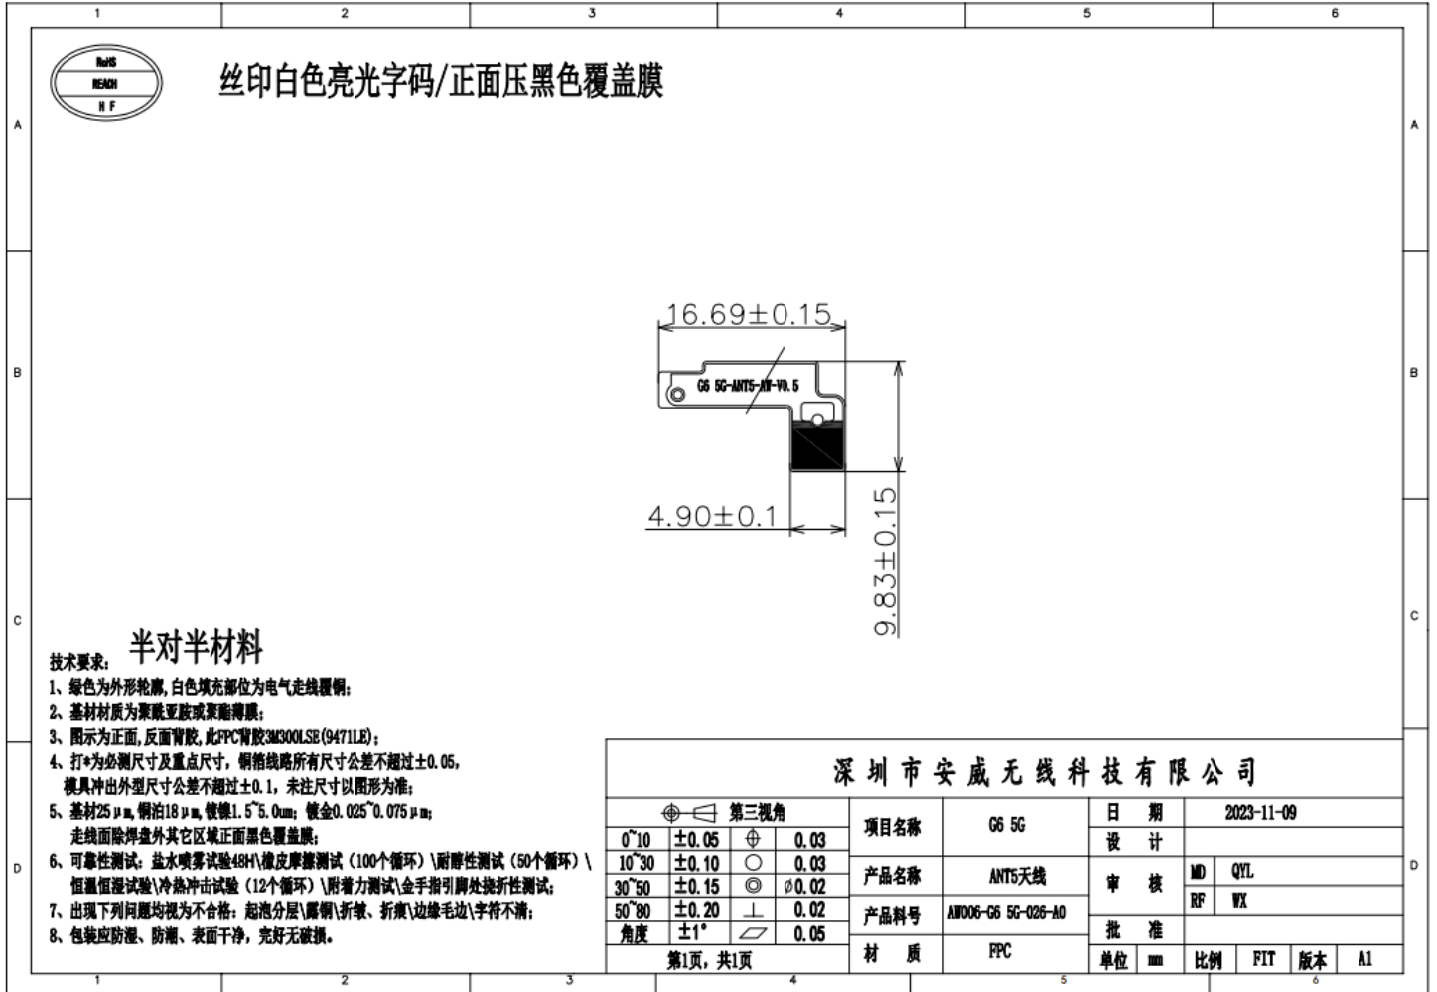 1 2 3 4 5 6
RoHS
REACH
H F
丝印白色亮光字码/正面压黑色覆盖膜
A A
16.69±0.15
B B
G6 5G-ANT5-AW-V0.5
4.90±0.1
9.83±0.15
C C
半对半材料
技术要求:
1、绿色为外形轮廓,白色填充部位为电气走线覆铜;
2、基材材质为聚酰亚胺或聚酯薄膜;
3、图示为正面,反面背胶,此FPC背胶3M300LSE(9471LE);
4、打*为必测尺寸及重点尺寸，铜箔线路所有尺寸公差不超过±0.05,
模具冲出外型尺寸公差不超过±0.1，未注尺寸以图形为准;
5、基材25μm,铜泊18μm,镀镍1.5~5.0um；镀金0.025~0.075μm;
走线面除焊盘外其它区域正面黑色覆盖膜;
6、可靠性测试：盐水喷雾试验48H\橡皮摩擦测试（100个循环）\耐醇性测试（50个循环）\
恒温恒湿试验\冷热冲击试验（12个循环）\附着力测试\金手指引脚处挠折性测试;
7、出现下列问题均视为不合格：起泡分层\露铜\折皱、折痕\边缘毛边\字符不清;
8、包装应防湿、防潮、表面干净，完好无破损。
D D
深圳市安威无线科技有限公司
第三视角
0~10 ±0.05 0.03
10~30 ±0.10 0.03
30~50 ±0.15 ⌀0.02
50~80 ±0.20 0.02
角度 ±1° 0.05
第1页，共1页
项目名称 G6 5G
产品名称 ANT5天线
产品料号 AW006-G6 5G-026-A0
材 质 FPC
日 期 2023-11-09
设 计
审 核 MD QYL
RF WX
批 准
单位 mm 比例 FIT 版本 A1
1 2 3 4 5 6